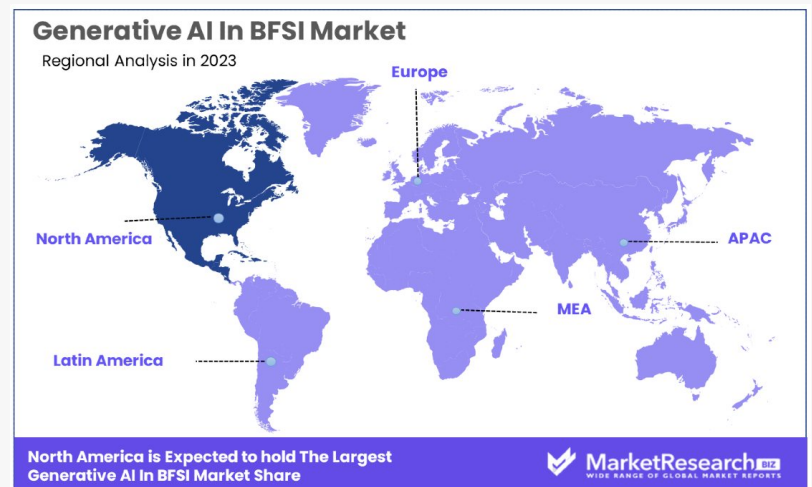 Generative AI In BFSI Market
Regional Analysis in 2023
Europe
North America
APAC
MEA
Latin America
North America is Expected to hold The Largest
Generative AI In BFSI Market Share
MarketResearch BIZ
WIDE RANGE OF GLOBAL MARKET REPORTS